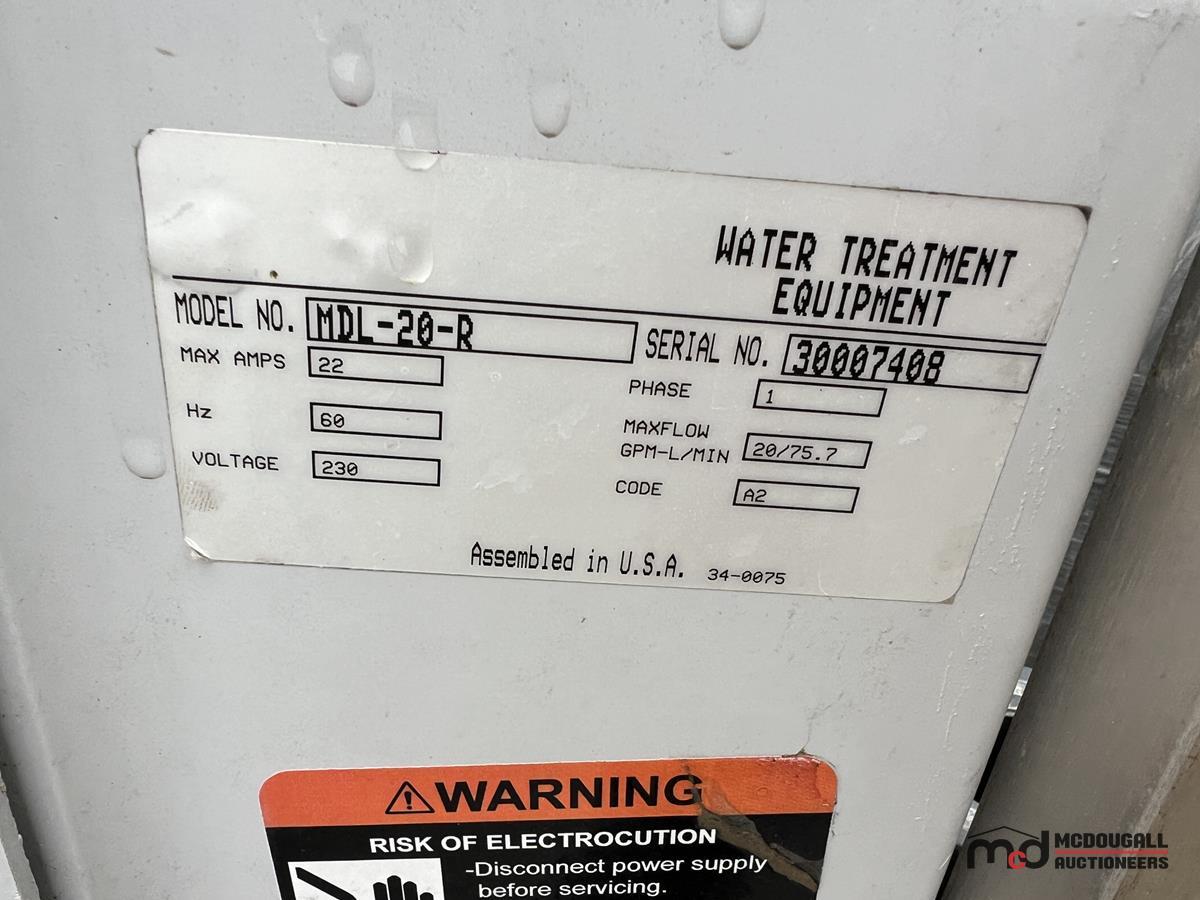 WATER TREATMENT
EQUIPMENT
MODEL NO. MDL-20-R SERIAL NO. 30007408
MAX AMPS 22 PHASE 1
Hz 60 MAXFLOW
GPM-L/MIN 20/75.7
VOLTAGE 230 CODE A2
Assembled in U.S.A. 34-0075
WARNING
RISK OF ELECTROCUTION
-Disconnect power supply
before servicing.
mcd MCDOUGALL
AUCTIONEERS